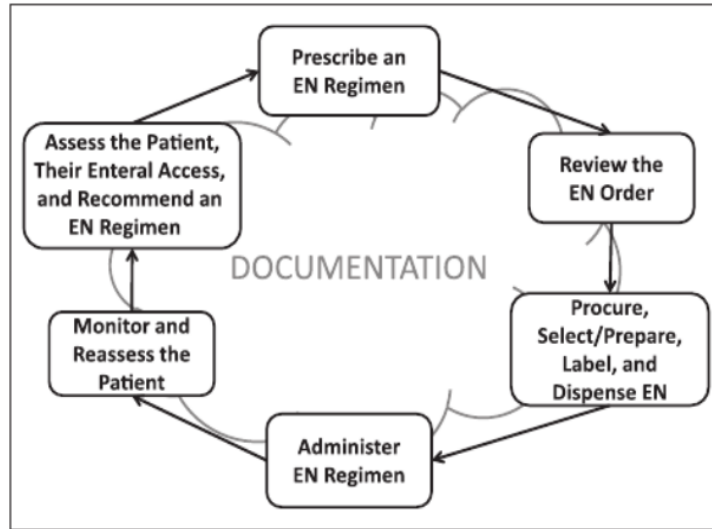 Prescribe an
EN Regimen
Assess the Patient,
Their Enteral Access,
and Recommend an
EN Regimen
Review the
EN Order
DOCUMENTATION
Monitor and
Reassess the
Patient
Procure,
Select/Prepare,
Label, and
Dispense EN
Administer
EN Regimen